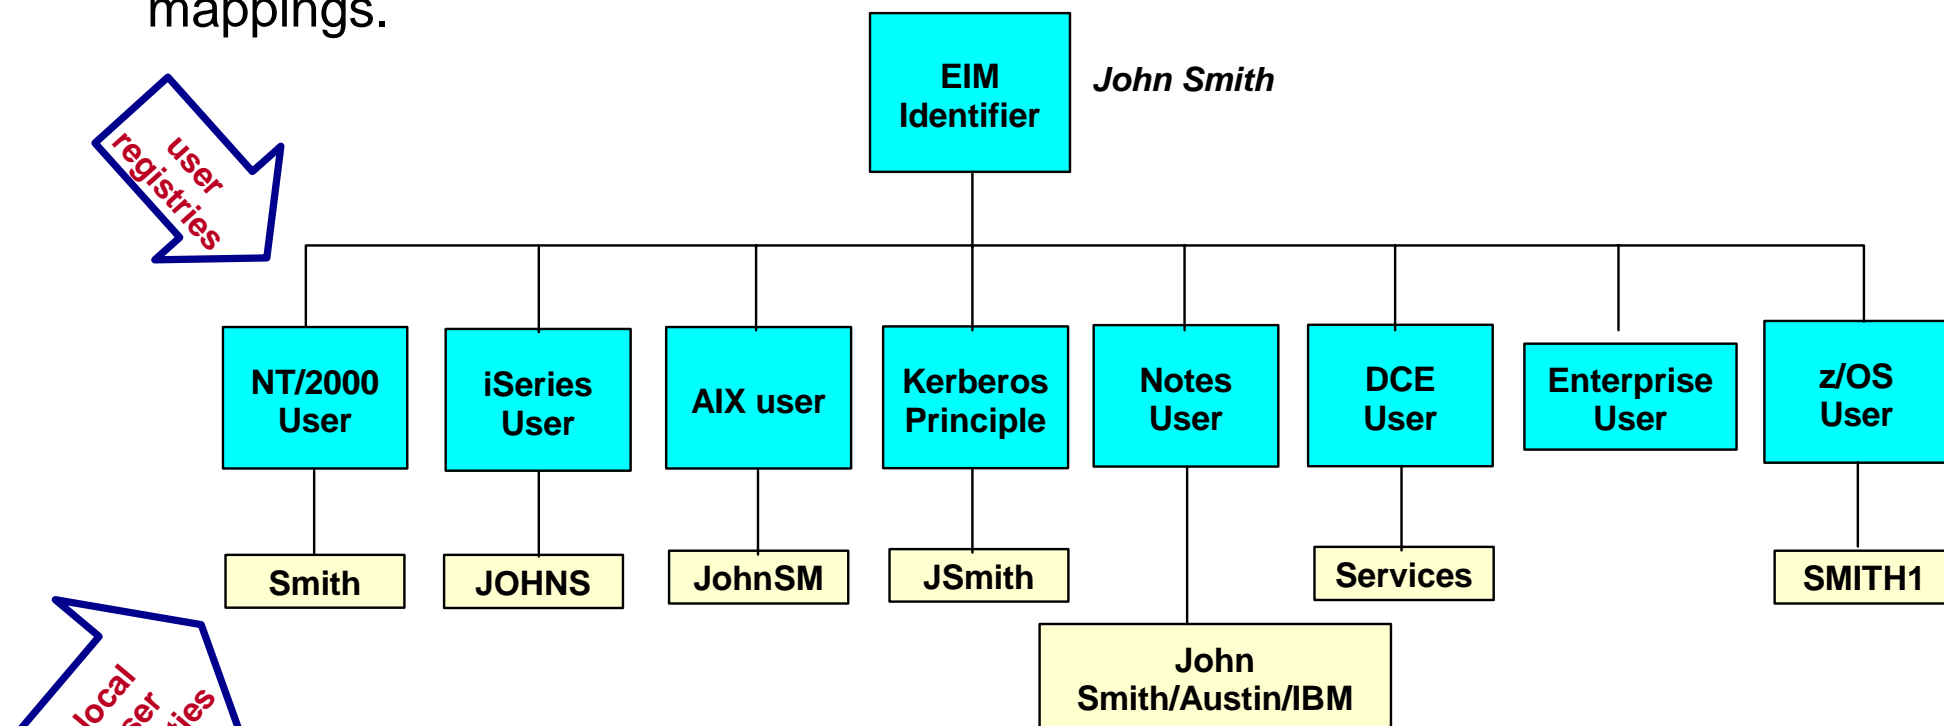 mappings.
EIM
Identifier
John Smith
user
registries
NT/2000
User
iSeries
User
AIX user
Kerberos
Principle
Notes
User
DCE
User
Enterprise
User
z/OS
User
Smith
JOHNS
JohnSM
JSmith
Services
SMITH1
John
Smith/Austin/IBM
local